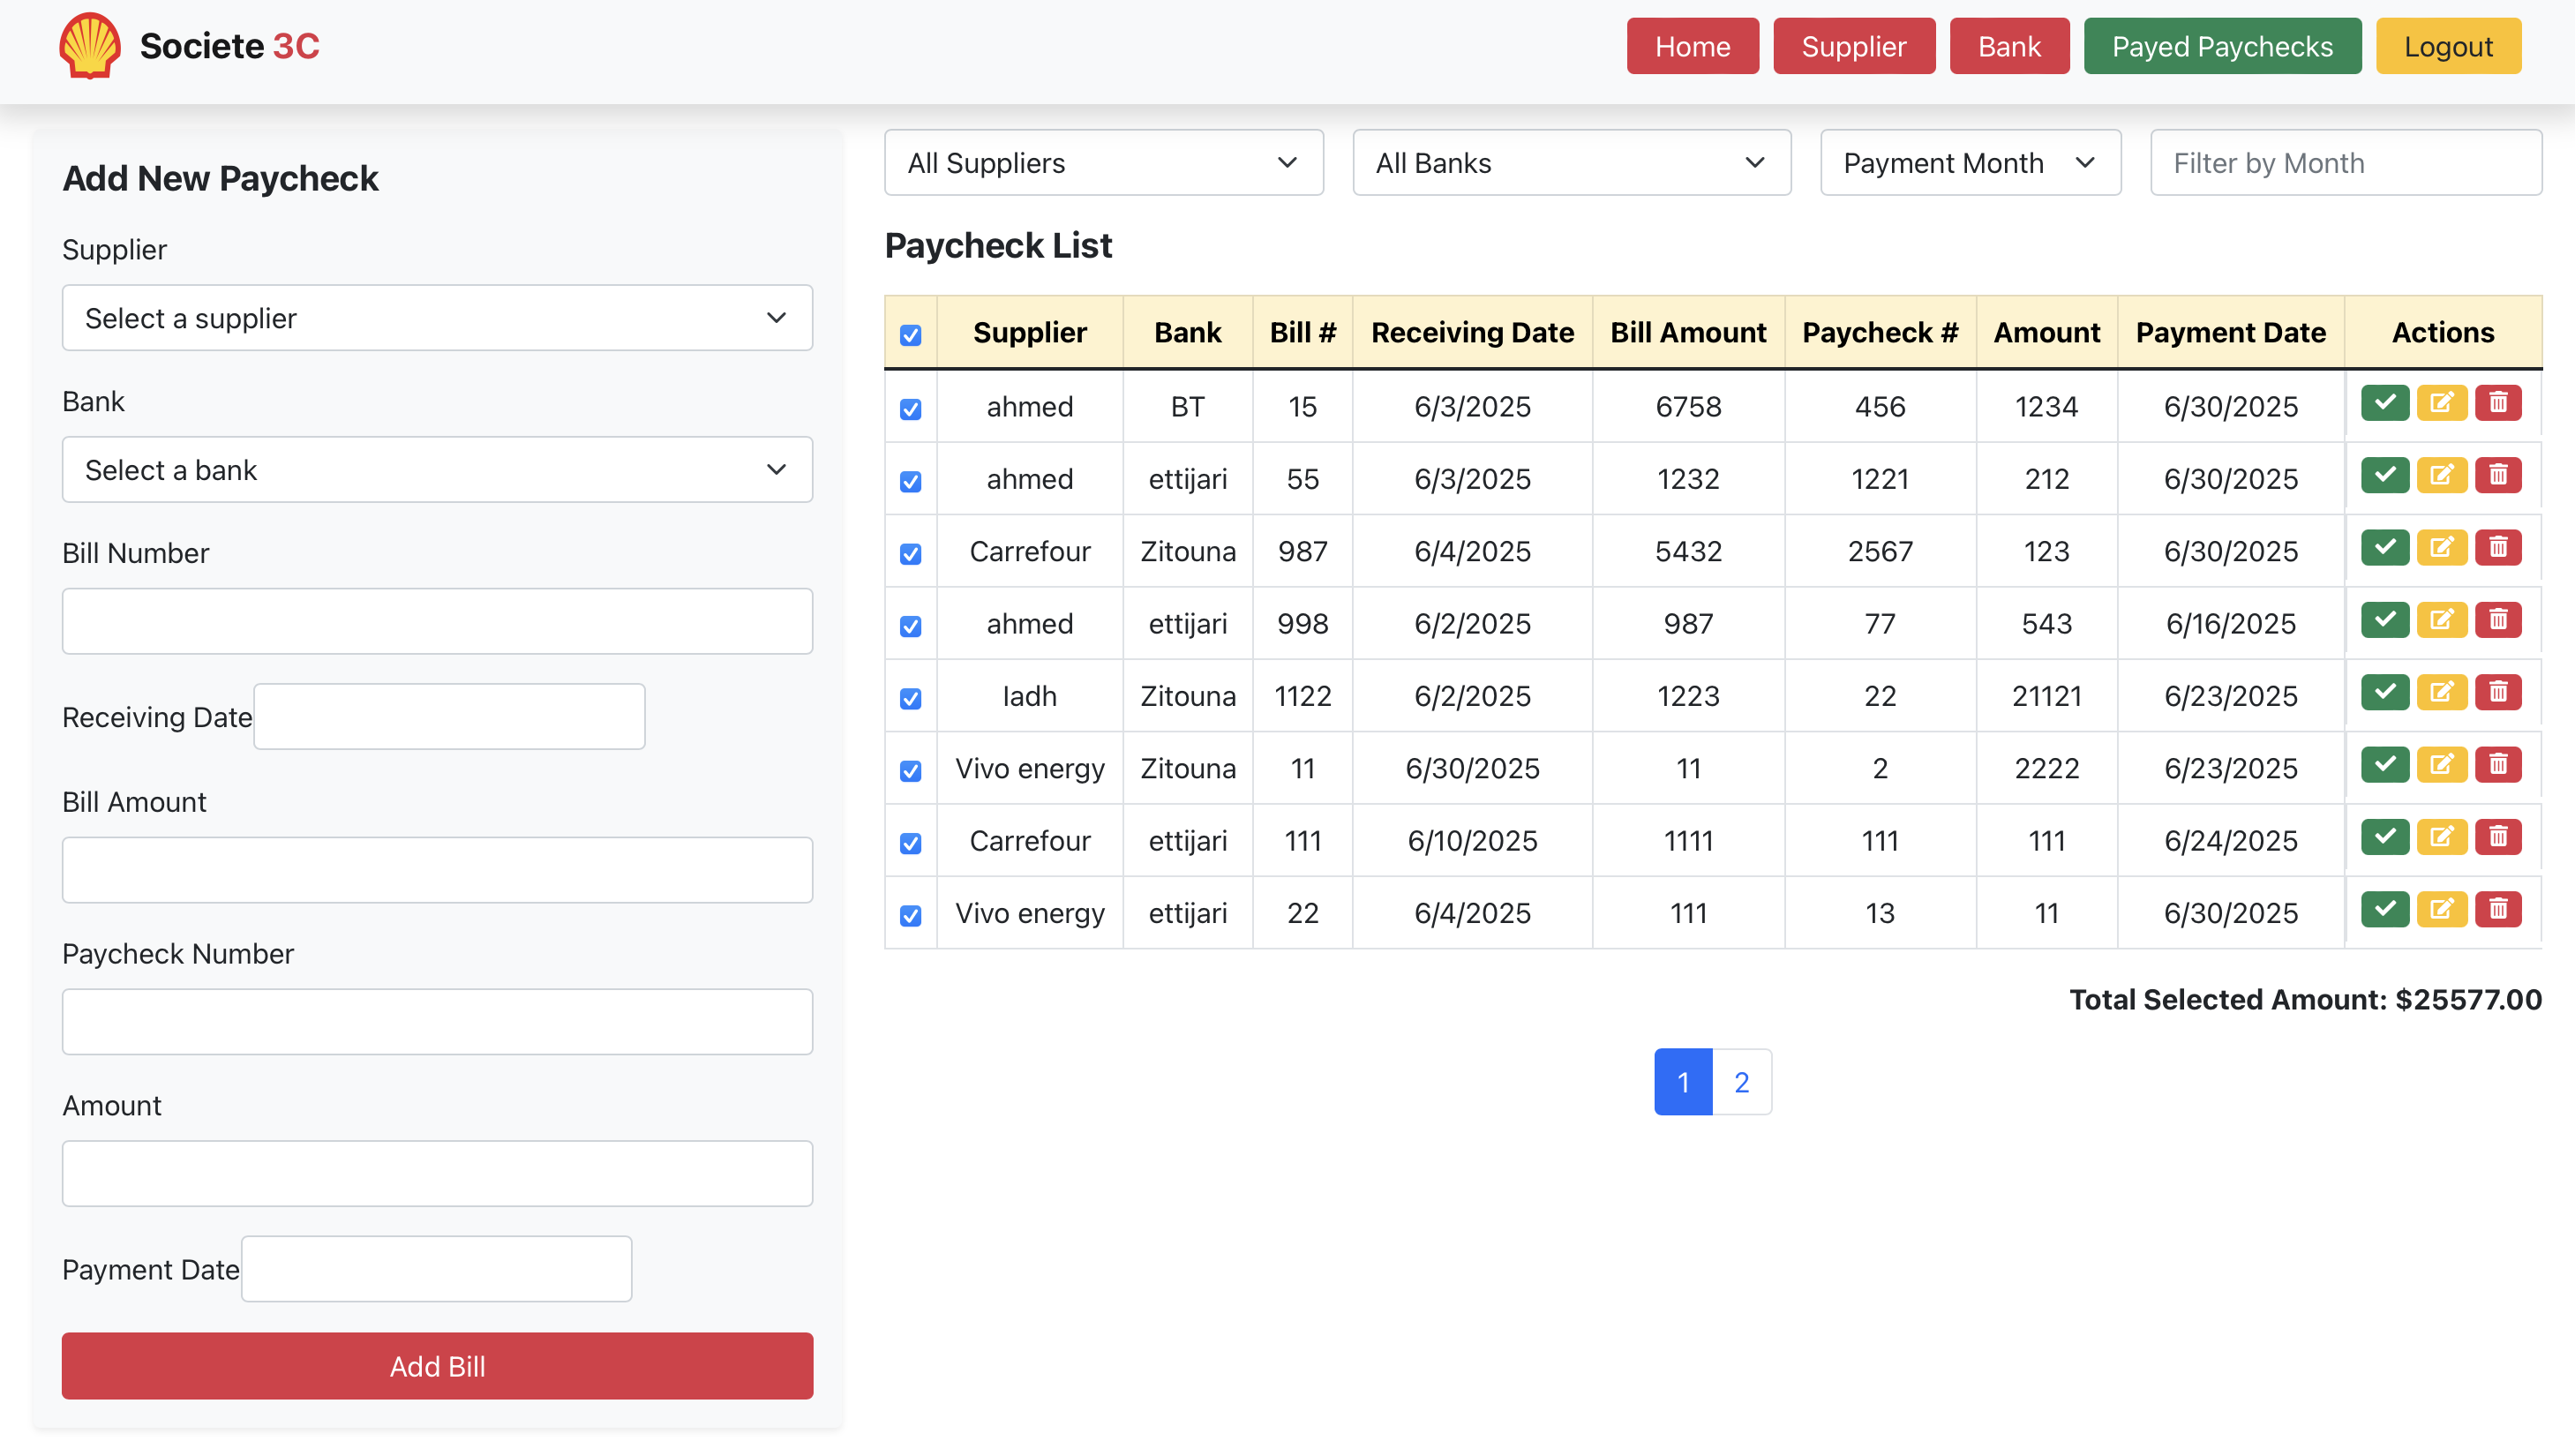 Societe 3C
Home Supplier Bank Payed Paychecks Logout
Add New Paycheck
Supplier
Select a supplier
Bank
Select a bank
Bill Number
Receiving Date
Bill Amount
Paycheck Number
Amount
Payment Date
Add Bill
All Suppliers All Banks Payment Month Filter by Month
Paycheck List
Supplier Bank Bill # Receiving Date Bill Amount Paycheck # Amount Payment Date Actions
ahmed BT 15 6/3/2025 6758 456 1234 6/30/2025
ahmed ettijari 55 6/3/2025 1232 1221 212 6/30/2025
Carrefour Zitouna 987 6/4/2025 5432 2567 123 6/30/2025
ahmed ettijari 998 6/2/2025 987 77 543 6/16/2025
Iadh Zitouna 1122 6/2/2025 1223 22 21121 6/23/2025
Vivo energy Zitouna 11 6/30/2025 11 2 2222 6/23/2025
Carrefour ettijari 111 6/10/2025 1111 111 111 6/24/2025
Vivo energy ettijari 22 6/4/2025 111 13 11 6/30/2025
Total Selected Amount: $25577.00
1 2